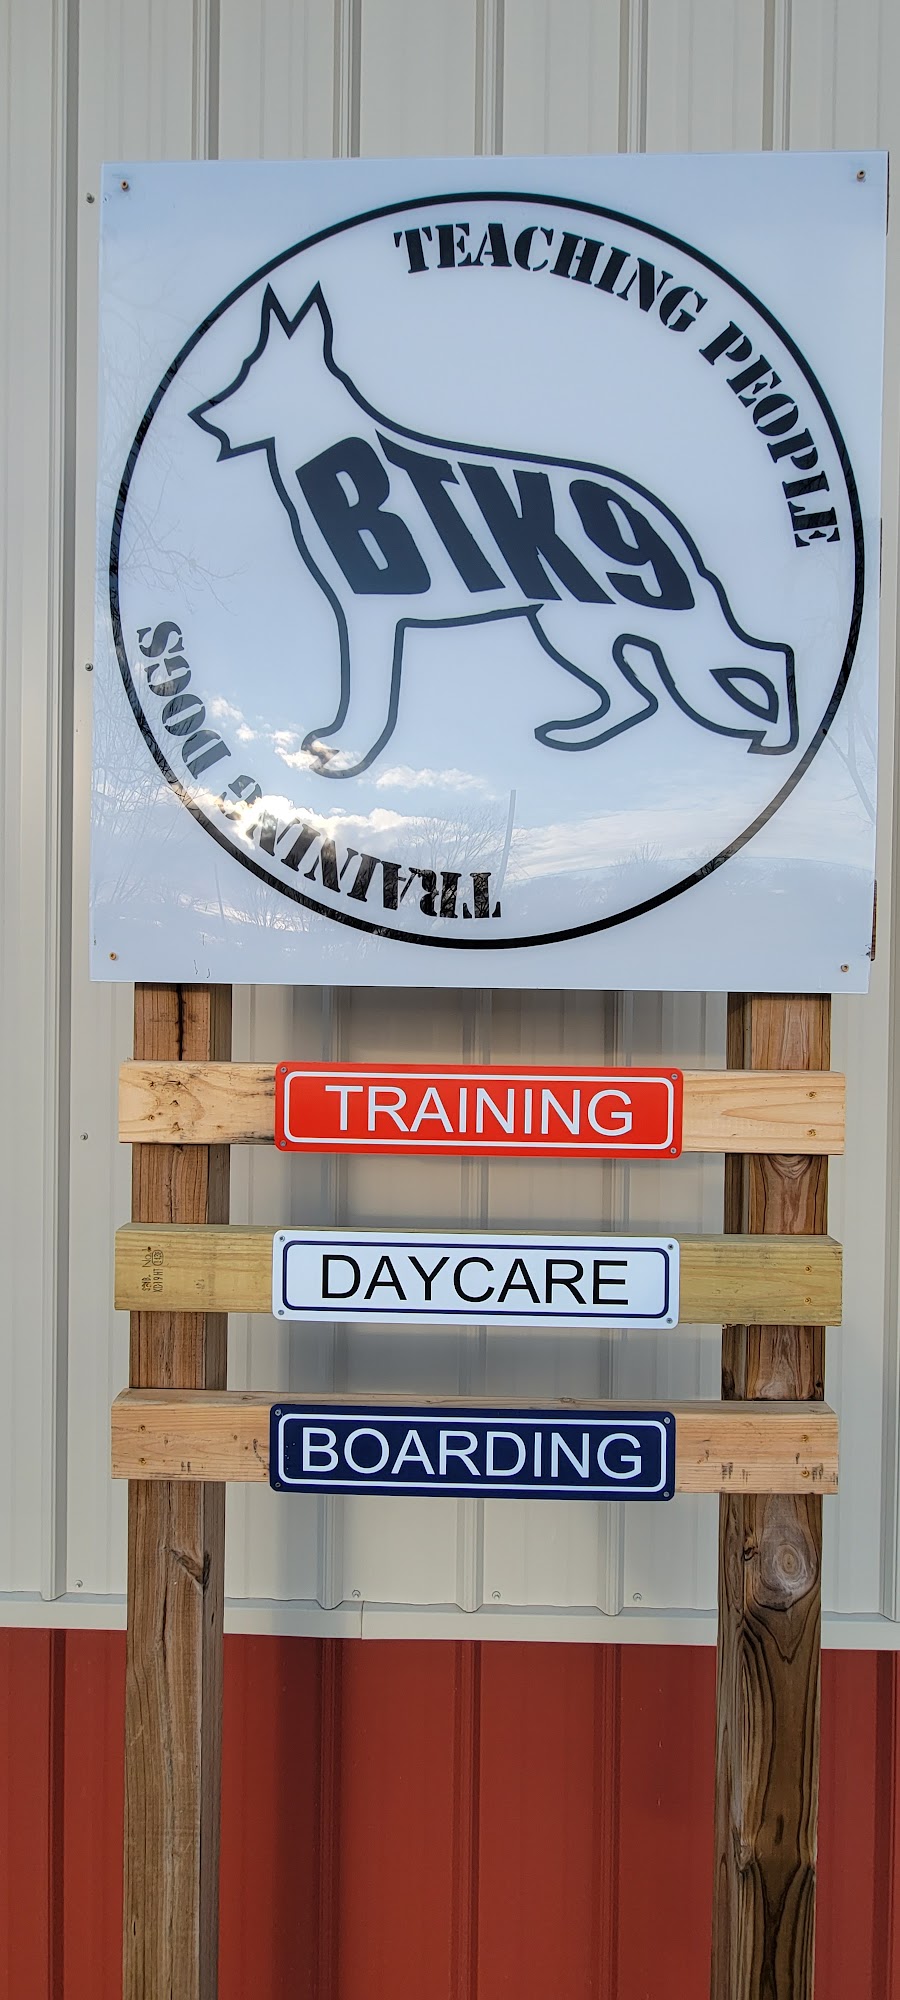 TEACHING PEOPLE
BTK9
TRAINING DOGS
TRAINING
DAYCARE
BOARDING